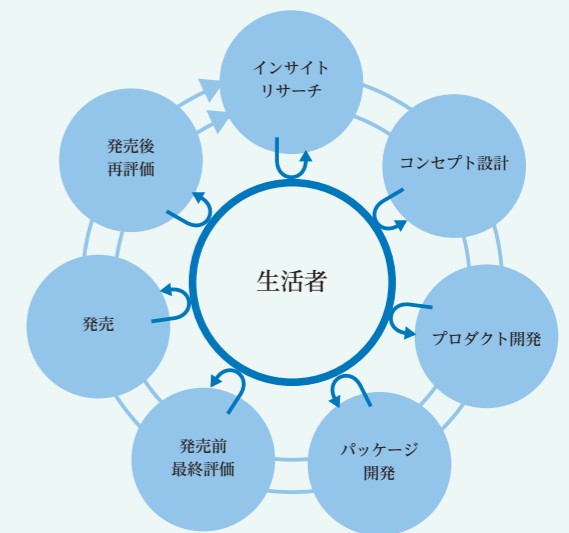 インサイト
リサーチ
コンセプト設計
プロダクト開発
パッケージ
開発
発売前
最終評価
発売
発売後
再評価
生活者